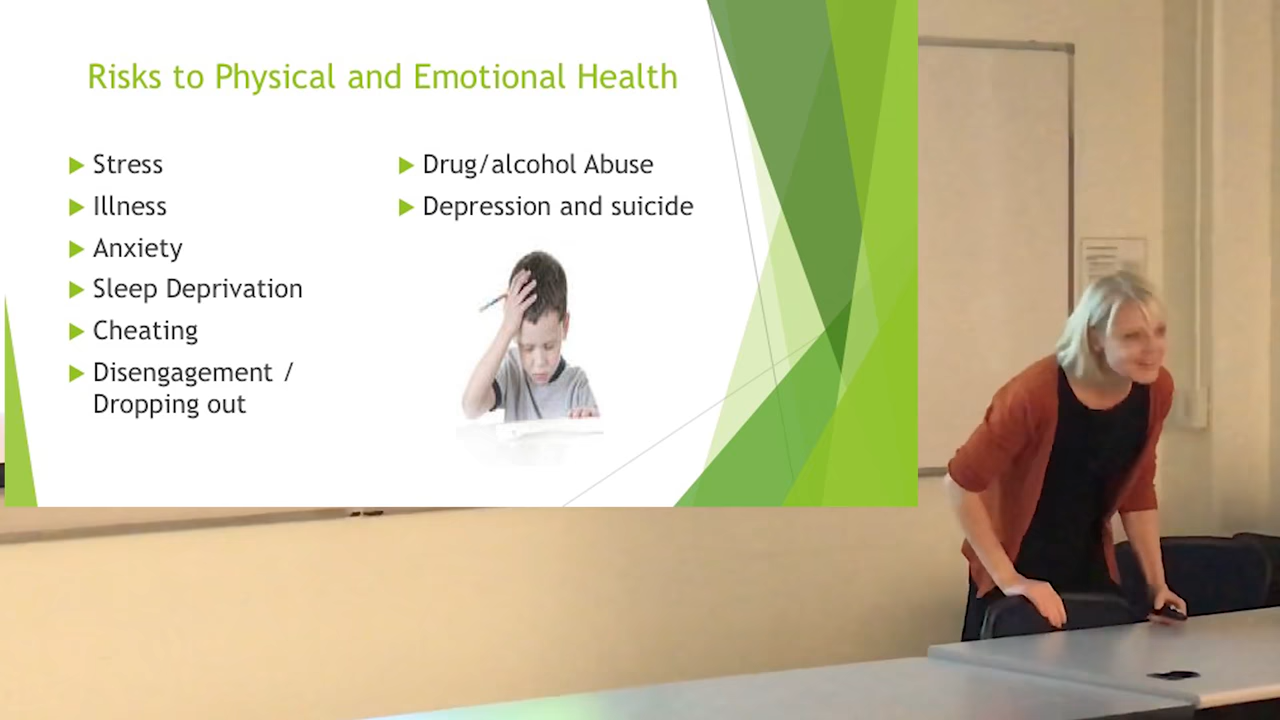 Risks to Physical and Emotional Health
Stress
Illness
Anxiety
Sleep Deprivation
Cheating
Disengagement /
Dropping out
Drug/alcohol Abuse
Depression and suicide